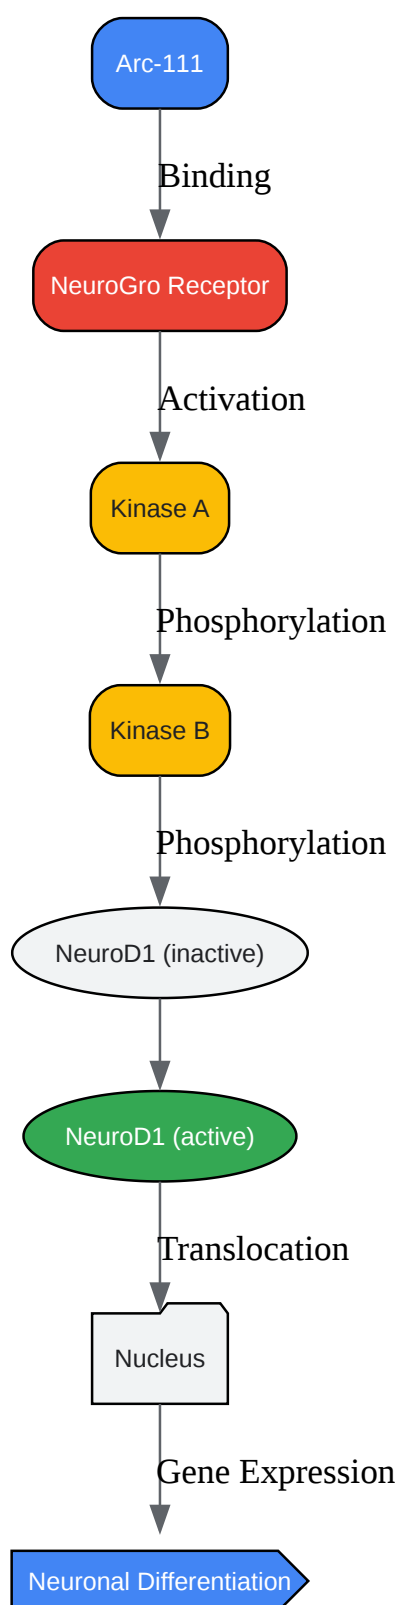 Arc-111
Binding
NeuroGro Receptor
Activation
Kinase A
Phosphorylation
Kinase B
Phosphorylation
NeuroD1 (inactive)
NeuroD1 (active)
Translocation
Nucleus
Gene Expression
Neuronal Differentiation